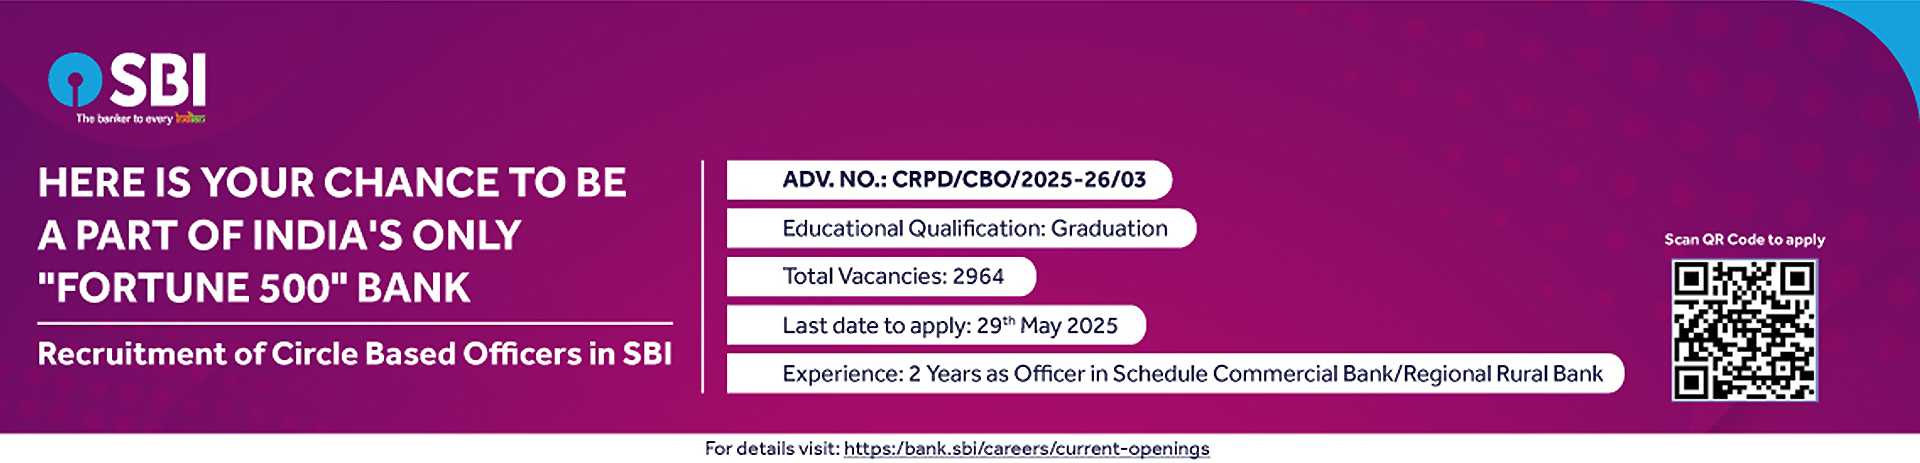 SBI
The banker to every Indian
HERE IS YOUR CHANCE TO BE
A PART OF INDIA'S ONLY
"FORTUNE 500" BANK
Recruitment of Circle Based Officers in SBI
ADV. NO.: CRPD/CBO/2025-26/03
Educational Qualification: Graduation
Total Vacancies: 2964
Last date to apply: 29th May 2025
Experience: 2 Years as Officer in Schedule Commercial Bank/Regional Rural Bank
Scan QR Code to apply
For details visit: https:/bank.sbi/careers/current-openings